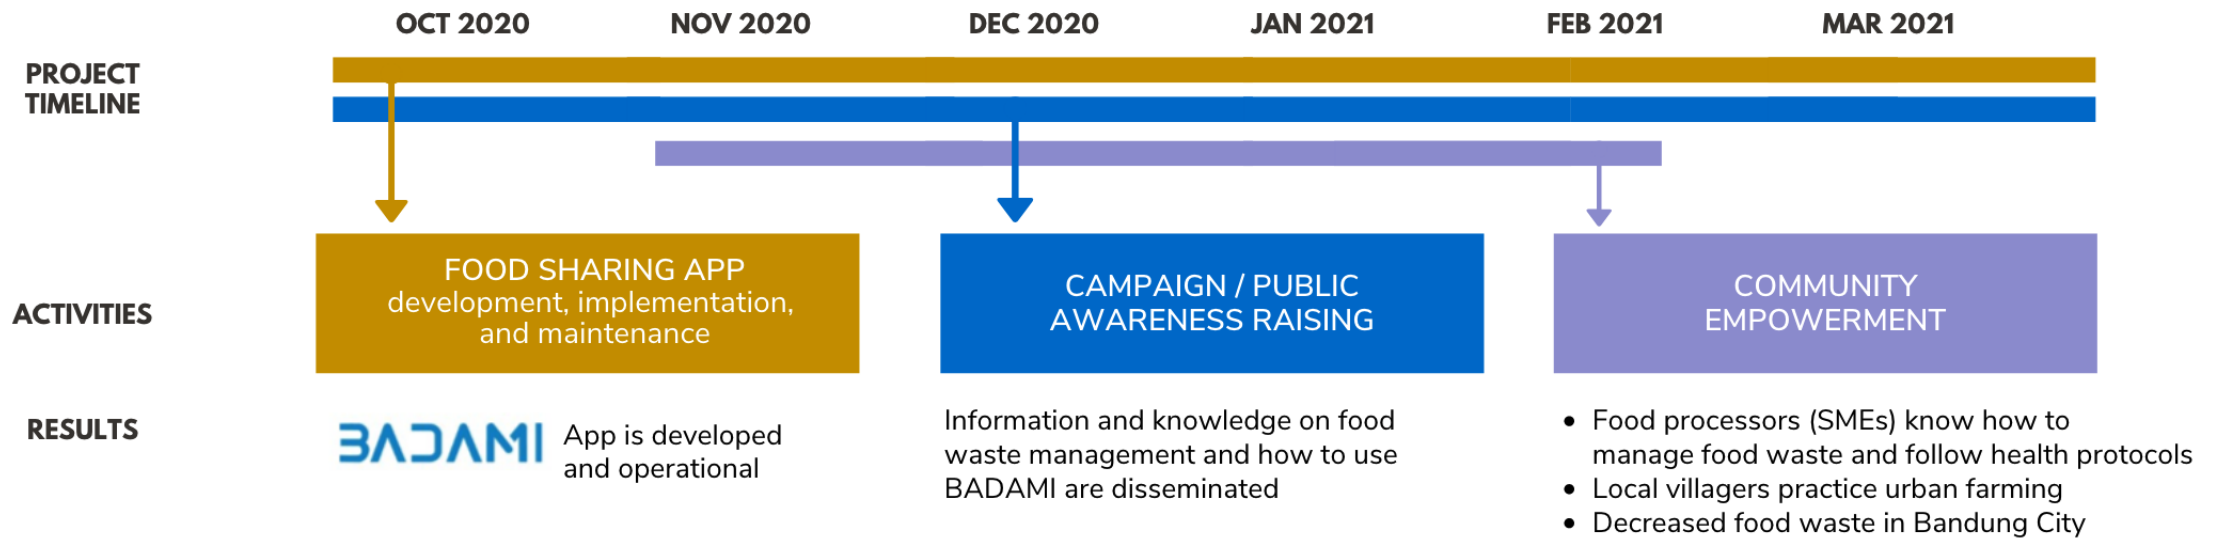 OCT 2020
NOV 2020
DEC 2020
JAN 2021
FEB 2021
MAR 2021
PROJECT
TIMELINE
ACTIVITIES
FOOD SHARING APP
development, implementation,
and maintenance
CAMPAIGN / PUBLIC
AWARENESS RAISING
COMMUNITY
EMPOWERMENT
RESULTS
BADAMI
App is developed
and operational
Information and knowledge on food
waste management and how to use
BADAMI are disseminated
• Food processors (SMEs) know how to
manage food waste and follow health protocols
• Local villagers practice urban farming
• Decreased food waste in Bandung City